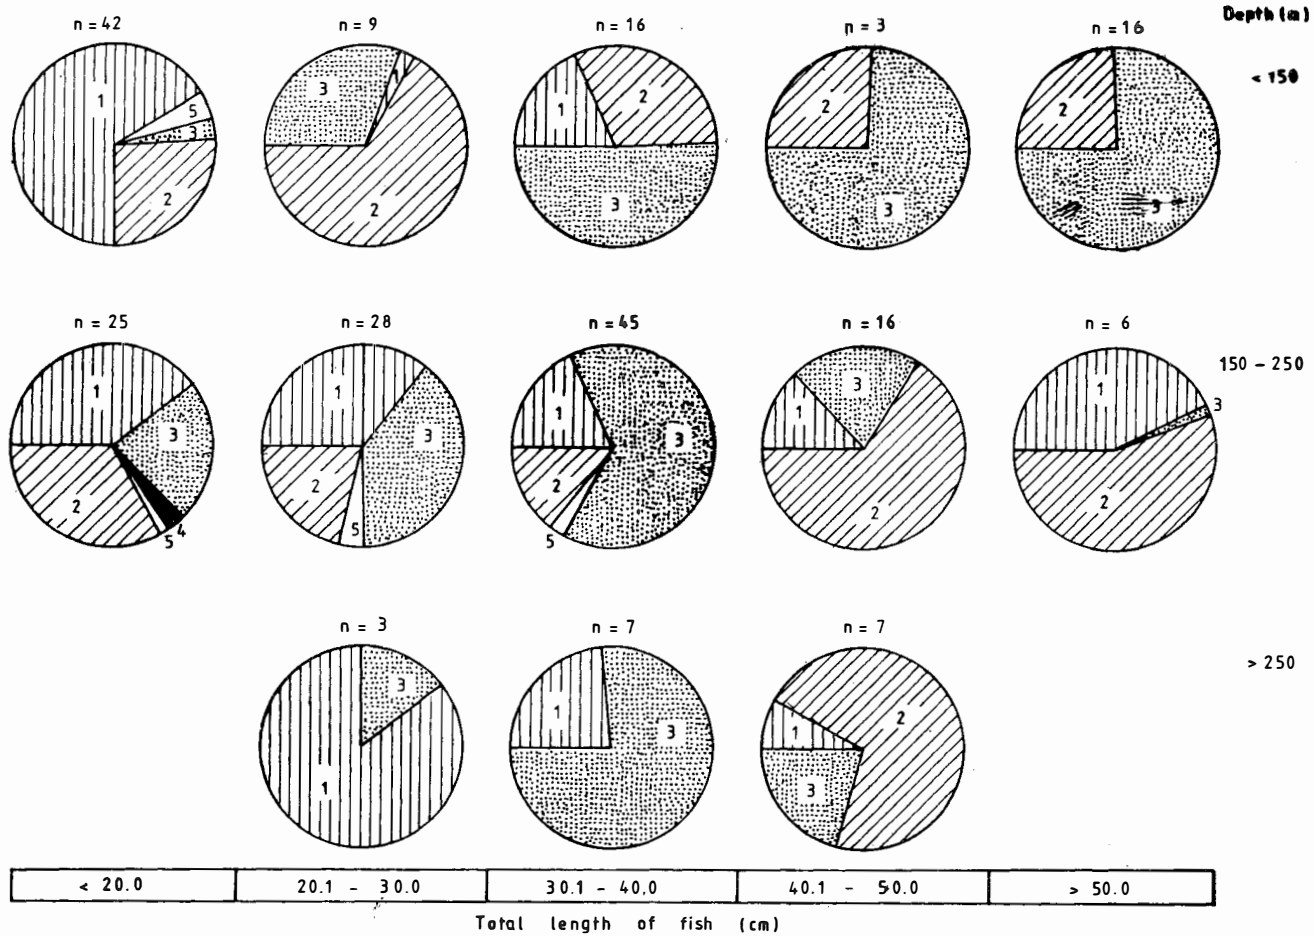 Depth (m)
n = 42
n = 9
n = 16
n = 3
n = 16
< 150
1
5
3
2
3
1
2
1
2
3
2
3
2
3
n = 25
n = 28
n = 45
n = 16
n = 6
150 - 250
1
3
2
5
4
1
3
2
5
1
3
2
5
1
3
2
1
3
2
n = 3
n = 7
n = 7
> 250
3
1
1
3
2
1
3
< 20.0
20.1 - 30.0
30.1 - 40.0
40.1 - 50.0
> 50.0
Total length of fish (cm)